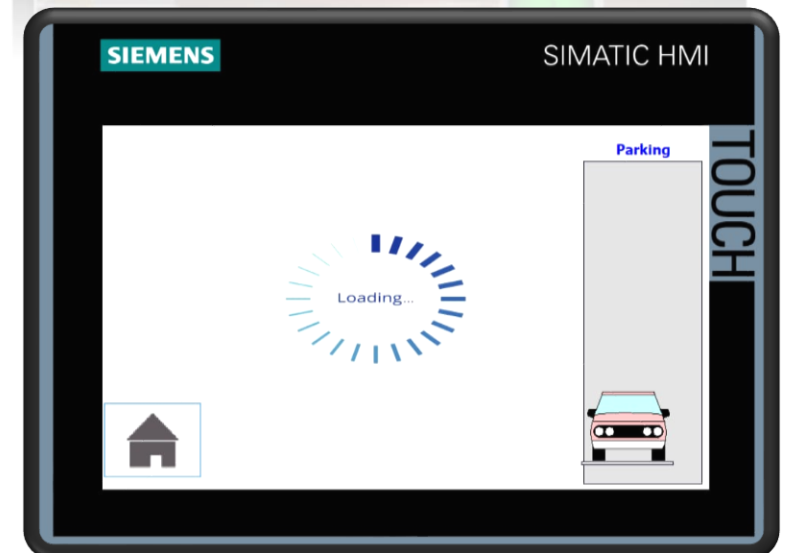 SIEMENS
SIMATIC HMI
TOUCH
Parking
Loading...